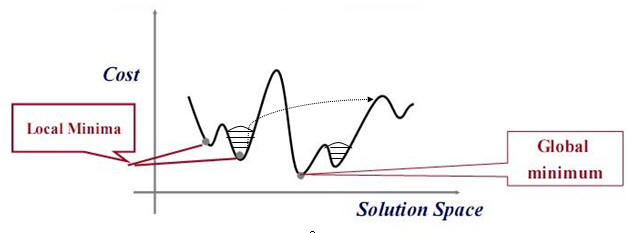 Cost
Local Minima
Global
minimum
Solution Space